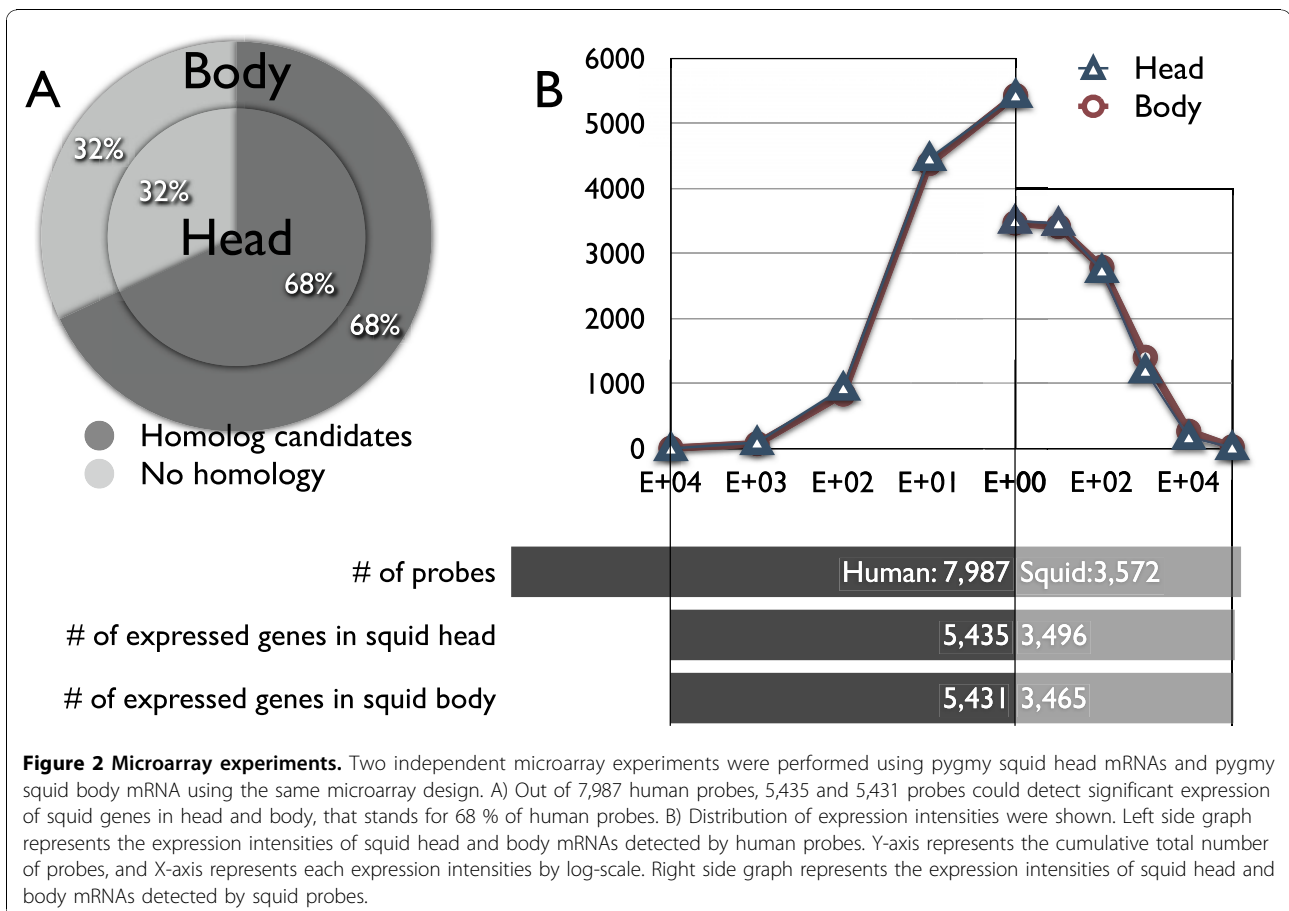 A
Body
32%
32%
Head
68%
68%
Homolog candidates
No homology
B
6000
5000
4000
3000
2000
1000
0
Head
Body
E+04 E+03 E+02 E+01 E+00 E+02 E+04
# of probes Human: 7,987 Squid:3,572
# of expressed genes in squid head 5,435 3,496
# of expressed genes in squid body 5,431 3,465
Figure 2 Microarray experiments. Two independent microarray experiments were performed using pygmy squid head mRNAs and pygmy
squid body mRNA using the same microarray design. A) Out of 7,987 human probes, 5,435 and 5,431 probes could detect significant expression
of squid genes in head and body, that stands for 68 % of human probes. B) Distribution of expression intensities were shown. Left side graph
represents the expression intensities of squid head and body mRNAs detected by human probes. Y-axis represents the cumulative total number
of probes, and X-axis represents each expression intensities by log-scale. Right side graph represents the expression intensities of squid head and
body mRNAs detected by squid probes.